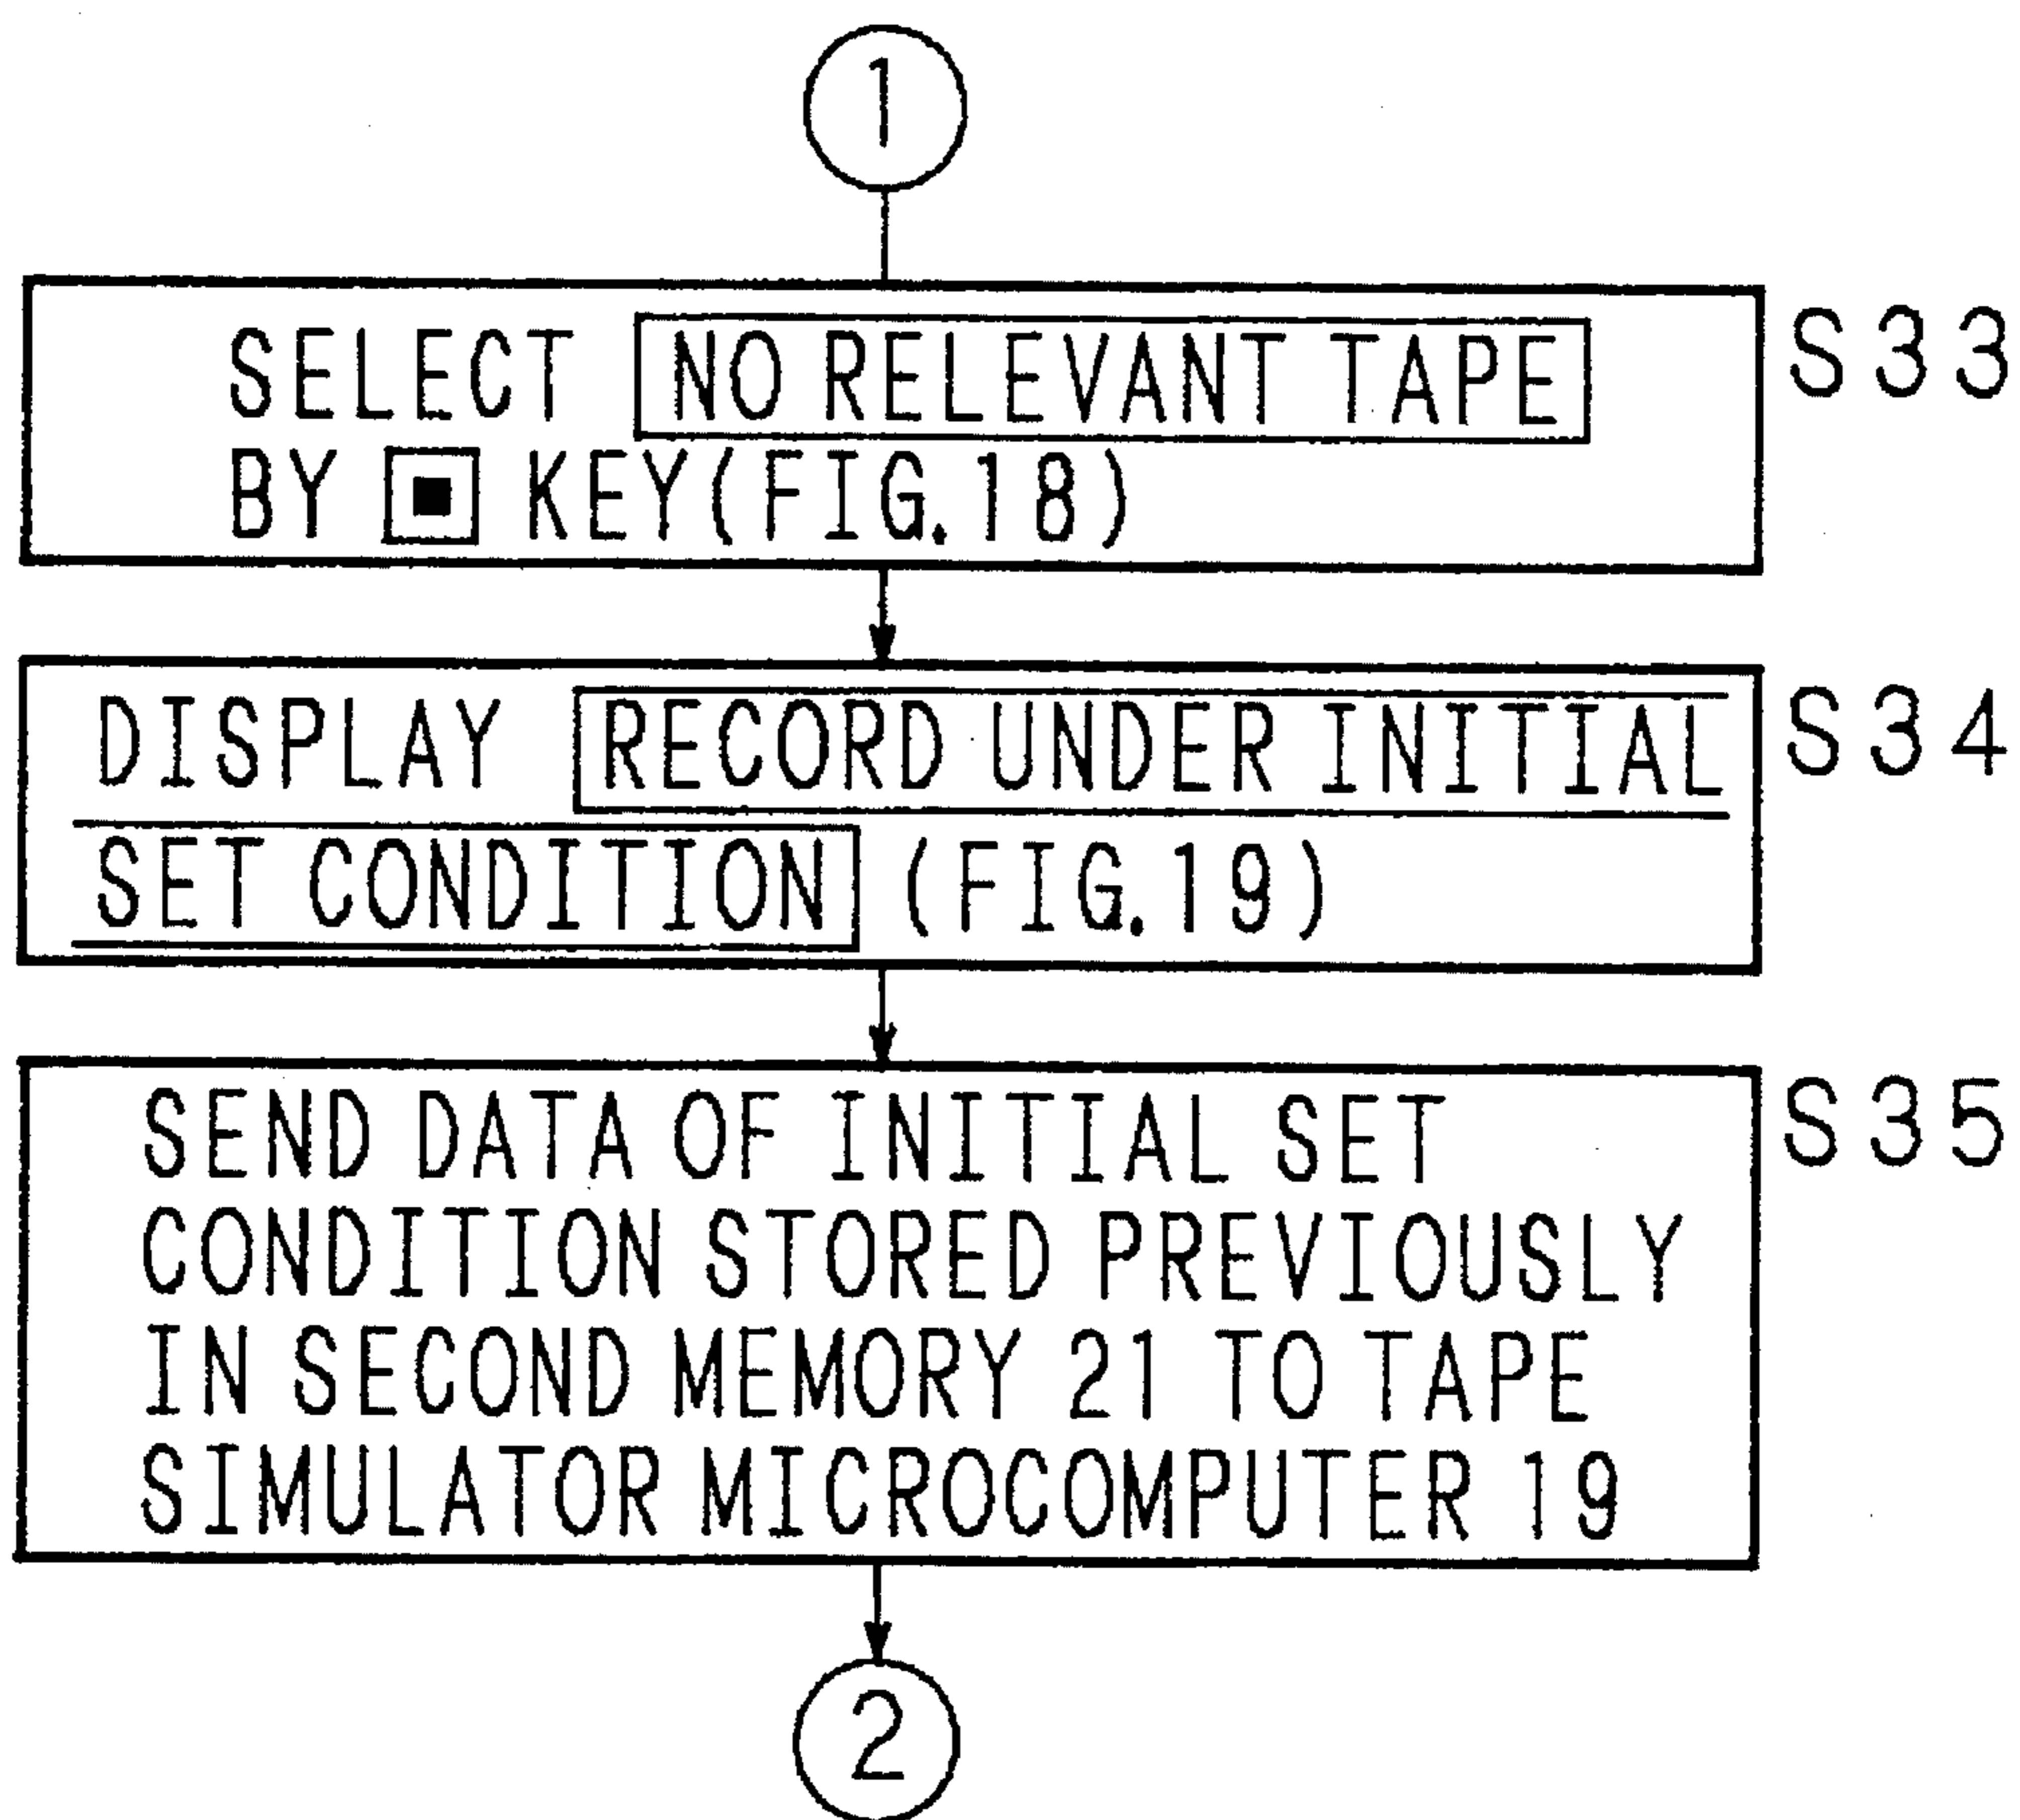 1
SELECT NO RELEVANT TAPE
BY KEY(FIG.18)
S33
DISPLAY RECORD UNDER INITIAL
SET CONDITION (FIG.19)
S34
SEND DATA OF INITIAL SET
CONDITION STORED PREVIOUSLY
IN SECOND MEMORY 21 TO TAPE
SIMULATOR MICROCOMPUTER 19
S35
2